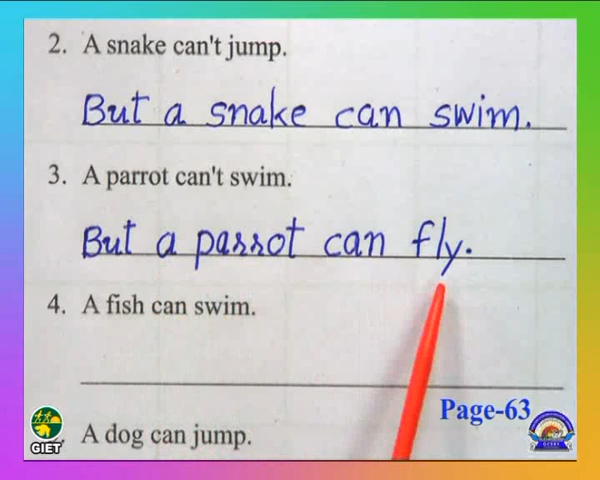 2. A snake can't jump.
But a snake can swim.
3. A parrot can't swim.
But a parrot can fly.
4. A fish can swim.
Page-63
A dog can jump.
GIET